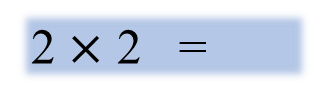 2 × 2 =